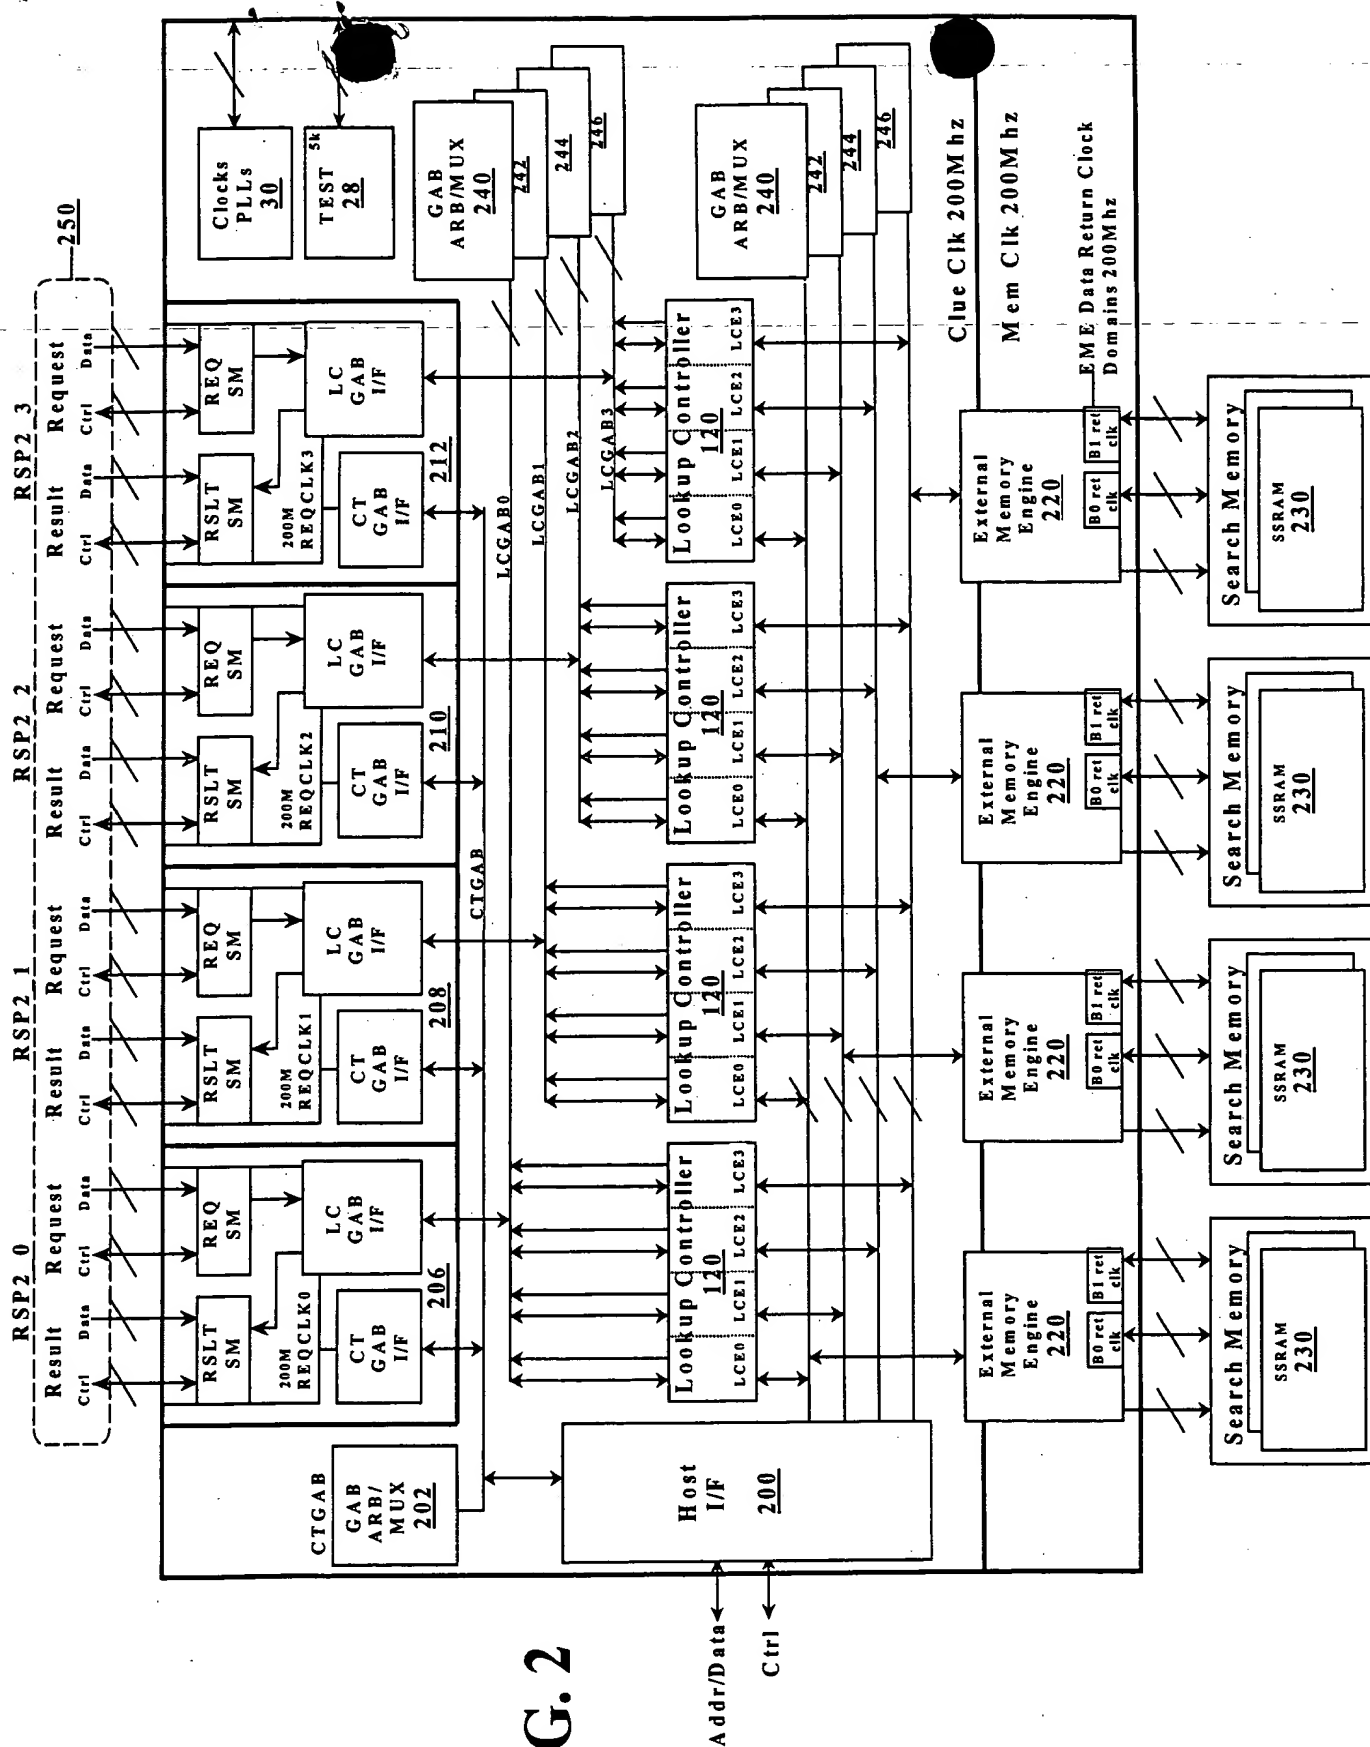 RSP2 0
RSP2 1
RSP2 2
RSP2 3
Result Request
Result Request
Result Request
Result Request
250
Ctrl Data Ctrl Data
Ctrl Data Ctrl Data
Ctrl Data Ctrl Data
Ctrl Data Ctrl Data
CTGAB
GAB
ARB/
MUX
202
RSLT
SM
REQ
SM
200M
REQCLK0
LC
GAB
I/F
CT
GAB
I/F
206
RSLT
SM
REQ
SM
200M
REQCLK1
LC
GAB
I/F
CT
GAB
I/F
208
RSLT
SM
REQ
SM
200M
REQCLK2
LC
GAB
I/F
CT
GAB
I/F
210
RSLT
SM
REQ
SM
200M
REQCLK3
LC
GAB
I/F
CT
GAB
I/F
212
Clocks
PLLs
30
TEST
28
5k
CTGAB
LCGAB0
LCGAB1
LCGAB2
LCGAB3
GAB
ARB/MUX
240
242
244
246
G. 2
Addr/Data
Ctrl
Host
I/F
200
Lookup Controller
120
LCE0 LCE1 LCE2 LCE3
Lookup Controller
120
LCE0 LCE1 LCE2 LCE3
Lookup Controller
120
LCE0 LCE1 LCE2 LCE3
Lookup Controller
120
LCE0 LCE1 LCE2 LCE3
GAB
ARB/MUX
240
242
244
246
Clue Clk 200Mhz
Mem Clk 200Mhz
External
Memory
Engine
220
B0 ret
clk
B1 ret
clk
External
Memory
Engine
220
B0 ret
clk
B1 ret
clk
External
Memory
Engine
220
B0 ret
clk
B1 ret
clk
External
Memory
Engine
220
B0 ret
clk
B1 ret
clk
EME Data Return Clock
Domains 200Mhz
Search Memory
SSRAM
230
Search Memory
SSRAM
230
Search Memory
SSRAM
230
Search Memory
SSRAM
230